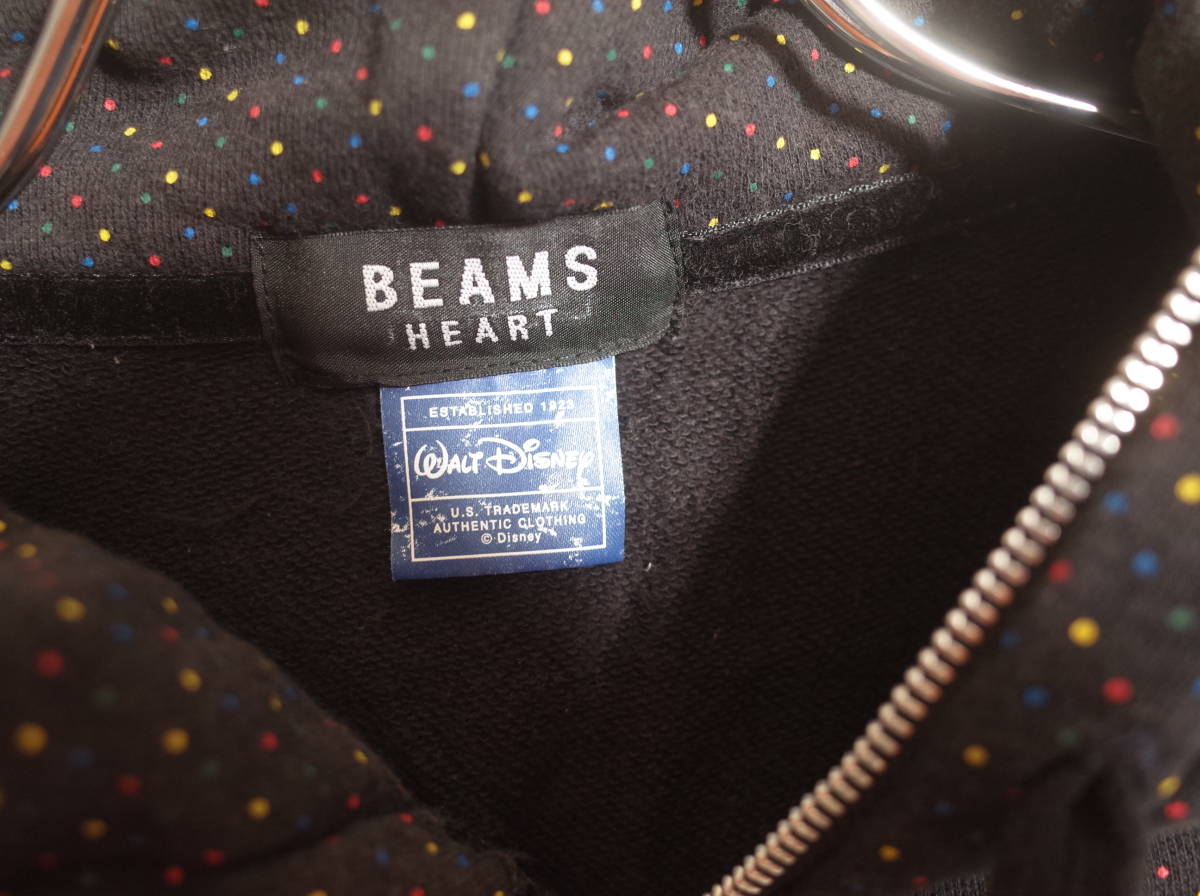 BEAMS
HEART
ESTABLISHED 1923
WALT DISNEY
U.S. TRADEMARK
AUTHENTIC CLOTHING
© Disney